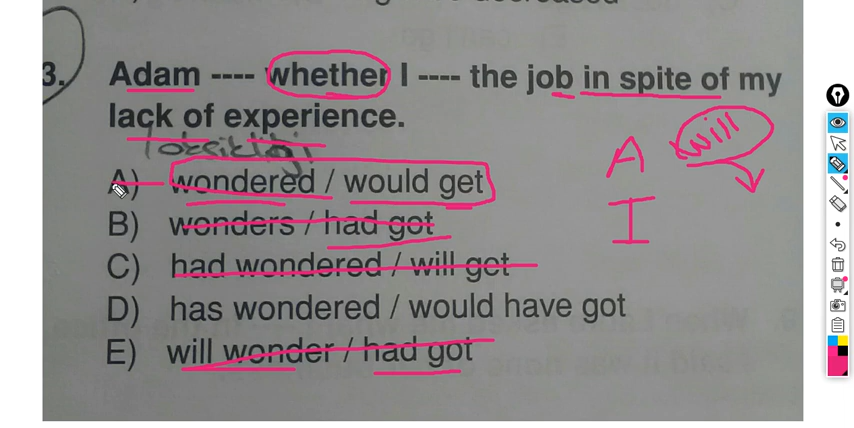 3. Adam ---- whether I ---- the job in spite of my
lack of experience.
A) wondered / would get
B) wonders / had got
C) had wondered / will get
D) has wondered / would have got
E) will wonder / had got
A will
I